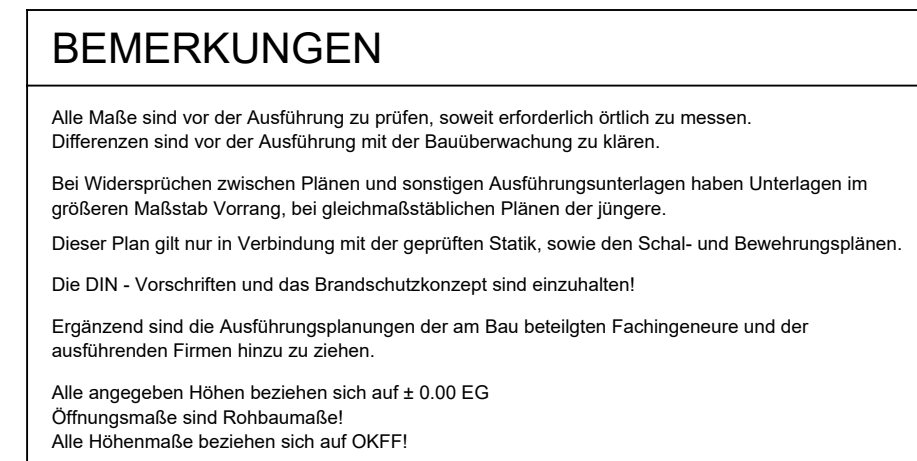 BEMERKUNGEN
Alle Maße sind vor der Ausführung zu prüfen, soweit erforderlich örtlich zu messen.
Differenzen sind vor der Ausführung mit der Bauüberwachung zu klären.
Bei Widersprüchen zwischen Plänen und sonstigen Ausführungsunterlagen haben Unterlagen im
größeren Maßstab Vorrang, bei gleichmaßstäblichen Plänen der jüngere.
Dieser Plan gilt nur in Verbindung mit der geprüften Statik, sowie den Schal- und Bewehrungsplänen.
Die DIN - Vorschriften und das Brandschutzkonzept sind einzuhalten!
Ergänzend sind die Ausführungsplanungen der am Bau beteilgten Fachingeneure und der
ausführenden Firmen hinzu zu ziehen.
Alle angegeben Höhen beziehen sich auf ± 0.00 EG
Öffnungsmaße sind Rohbaumaße!
Alle Höhenmaße beziehen sich auf OKFF!